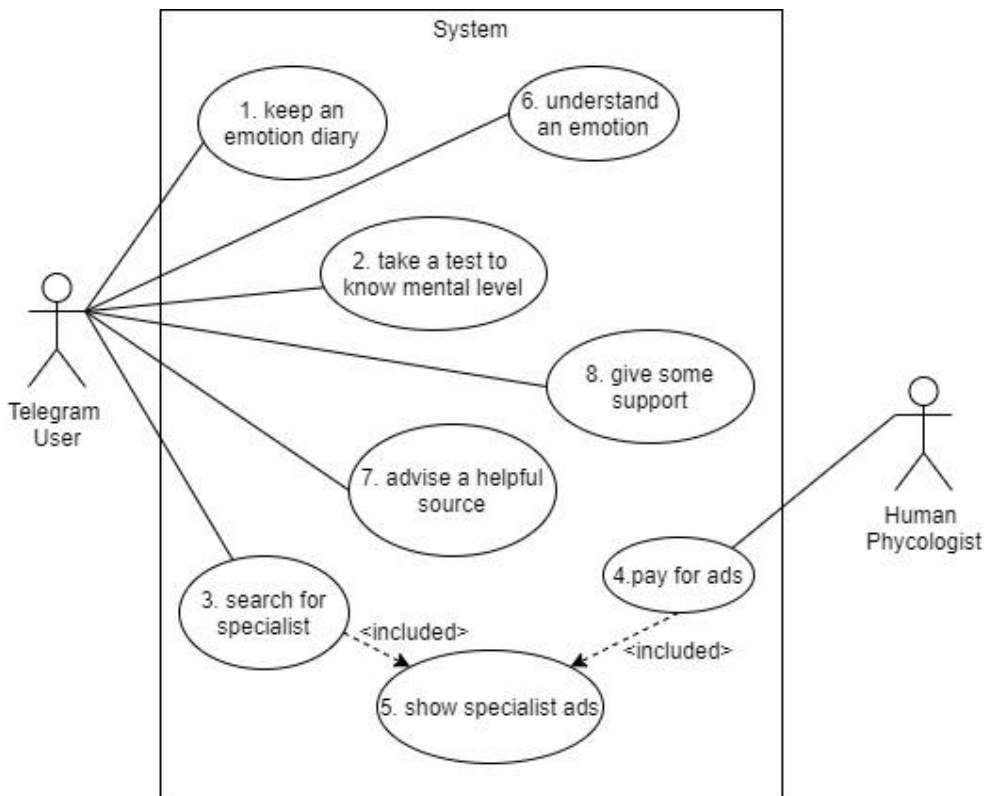 System
1. keep an
emotion diary
6. understand
an emotion
2. take a test to
know mental level
8. give some
support
Telegram
User
7. advise a helpful
source
Human
Phycologist
4.pay for ads
3. search for
specialist
<included>
<included>
5. show specialist ads